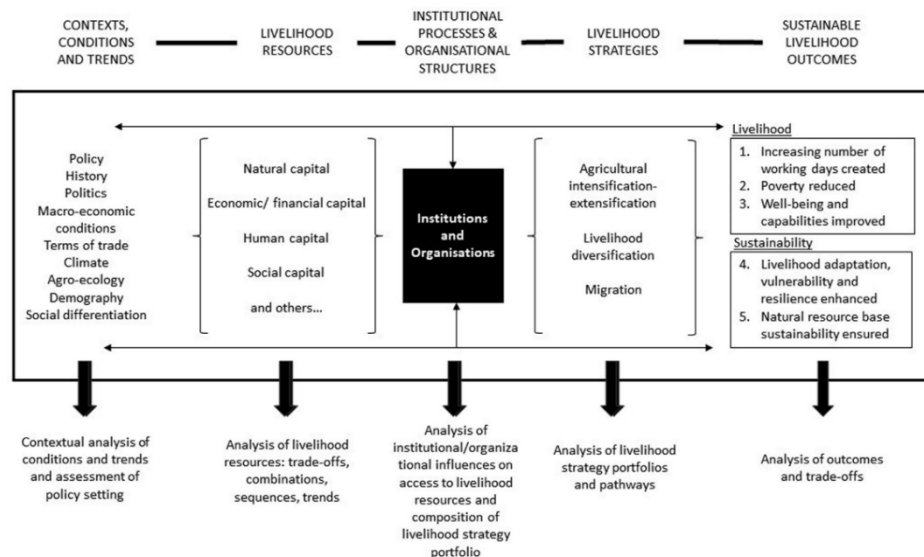 CONTEXTS,
CONDITIONS
AND TRENDS
LIVELIHOOD
RESOURCES
INSTITUTIONAL
PROCESSES &
ORGANISATIONAL
STRUCTURES
LIVELIHOOD
STRATEGIES
SUSTAINABLE
LIVELIHOOD
OUTCOMES
Policy
History
Politics
Macro-economic
conditions
Terms of trade
Climate
Agro-ecology
Demography
Social differentiation
Natural capital
Economic/ financial capital
Human capital
Social capital
and others...
Institutions
and
Organisations
Agricultural
intensification-
extensification
Livelihood
diversification
Migration
Livelihood
1. Increasing number of
working days created
2. Poverty reduced
3. Well-being and
capabilities improved
Sustainability
4. Livelihood adaptation,
vulnerability and
resilience enhanced
5. Natural resource base
sustainability ensured
Contextual analysis of
conditions and trends
and assessment of
policy setting
Analysis of livelihood
resources: trade-offs,
combinations,
sequences, trends
Analysis of
institutional/organiza
tional influences on
access to livelihood
resources and
composition of
livelihood strategy
portfolio
Analysis of livelihood
strategy portfolios
and pathways
Analysis of outcomes
and trade-offs